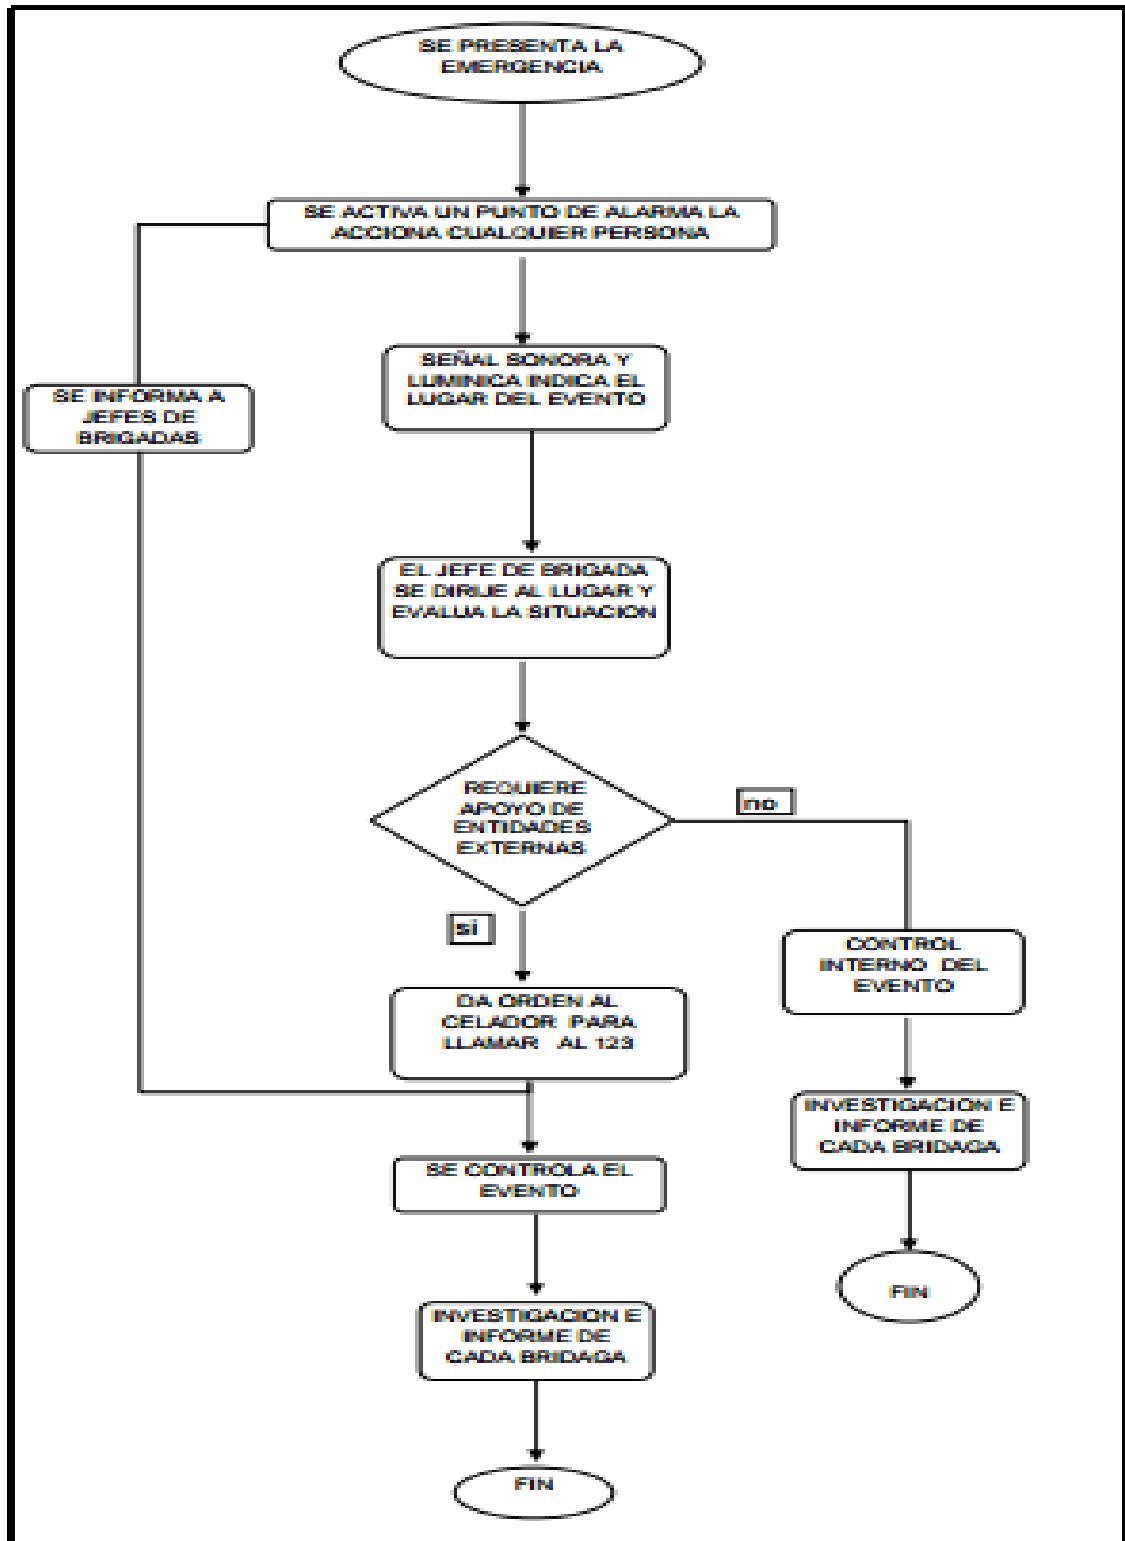 SE PRESENTA LA
EMERGENCIA
SE ACTIVA UN PUNTO DE ALARMA LA
ACCIONA CUALQUIER PERSONA
SEÑAL SONORA Y
LUMINICA INDICA EL
LUGAR DEL EVENTO
SE INFORMA A
JEFES DE
BRIGADAS
EL JEFE DE BRIGADA
SE DIRIJE AL LUGAR Y
EVALUA LA SITUACION
REQUIERE
APOYO DE
ENTIDADES
EXTERNAS
no
si
CONTROL
INTERNO DEL
EVENTO
DA ORDEN AL
CELADOR PARA
LLAMAR AL 123
INVESTIGACION E
INFORME DE
CADA BRIDAGA
SE CONTROLA EL
EVENTO
FIN
INVESTIGACION E
INFORME DE
CADA BRIDAGA
FIN